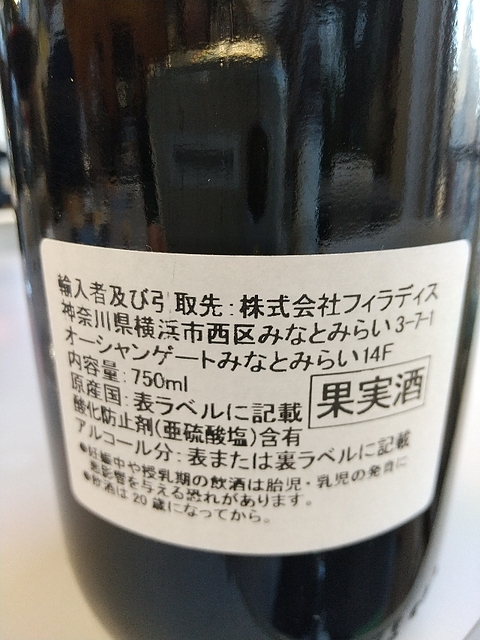 輸入者及び引取先：株式会社フィラディス
神奈川県横浜市西区みなとみらい3-7-1
オーシャンゲートみなとみらい14F
内容量：750ml
原産国：表ラベルに記載
果実酒
酸化防止剤(亜硫酸塩)含有
アルコール分：表または裏ラベルに記載
●妊娠中や授乳期の飲酒は胎児・乳児の発育に
悪影響を与える恐れがあります。
●飲酒は20歳になってから。